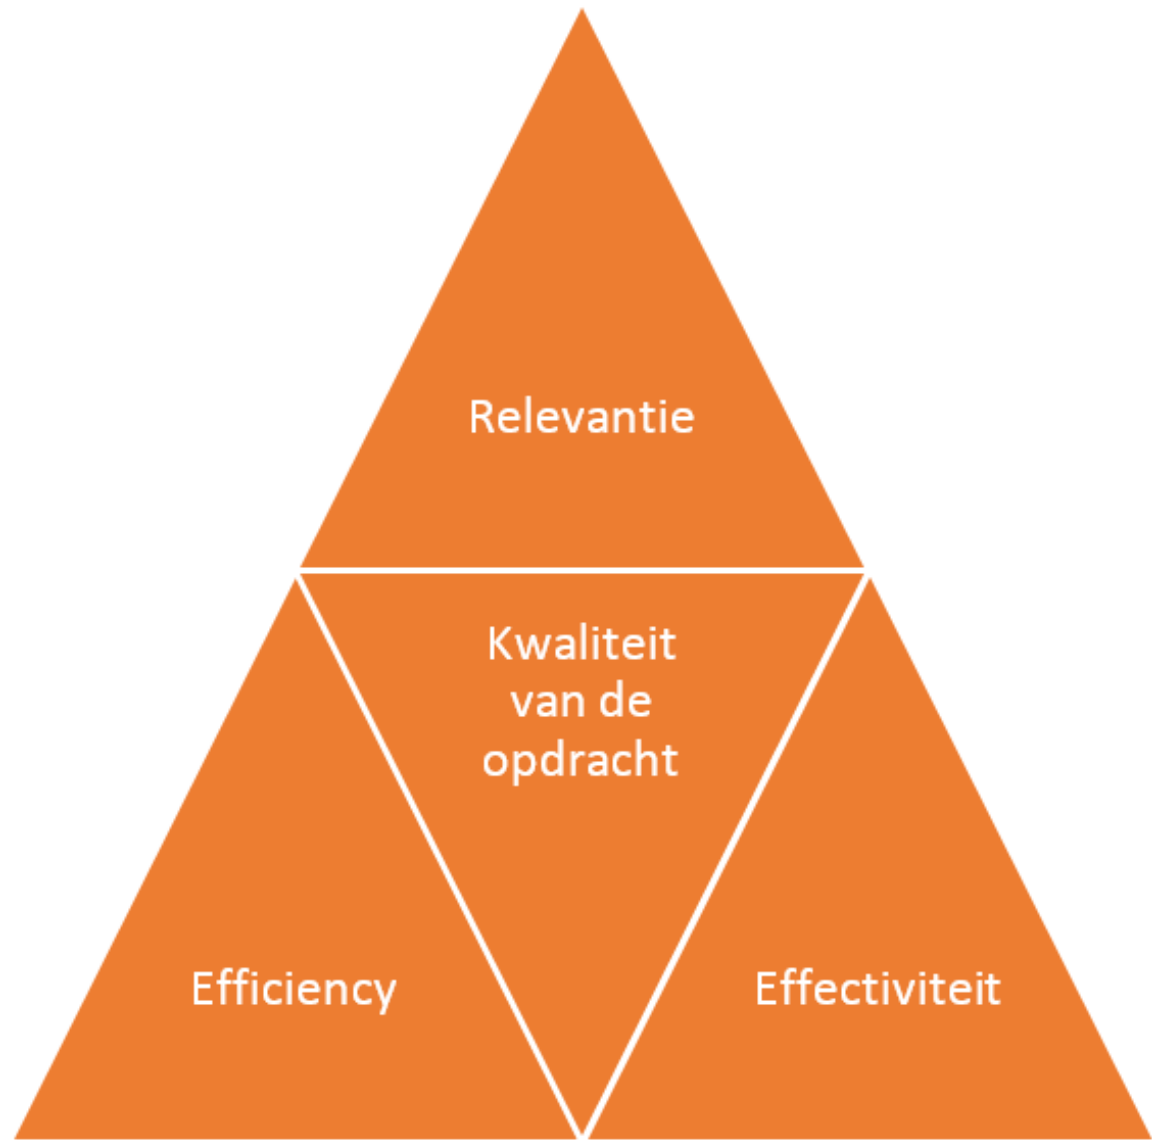 Relevantie
Kwaliteit
van de
opdracht
Efficiency
Effectiviteit